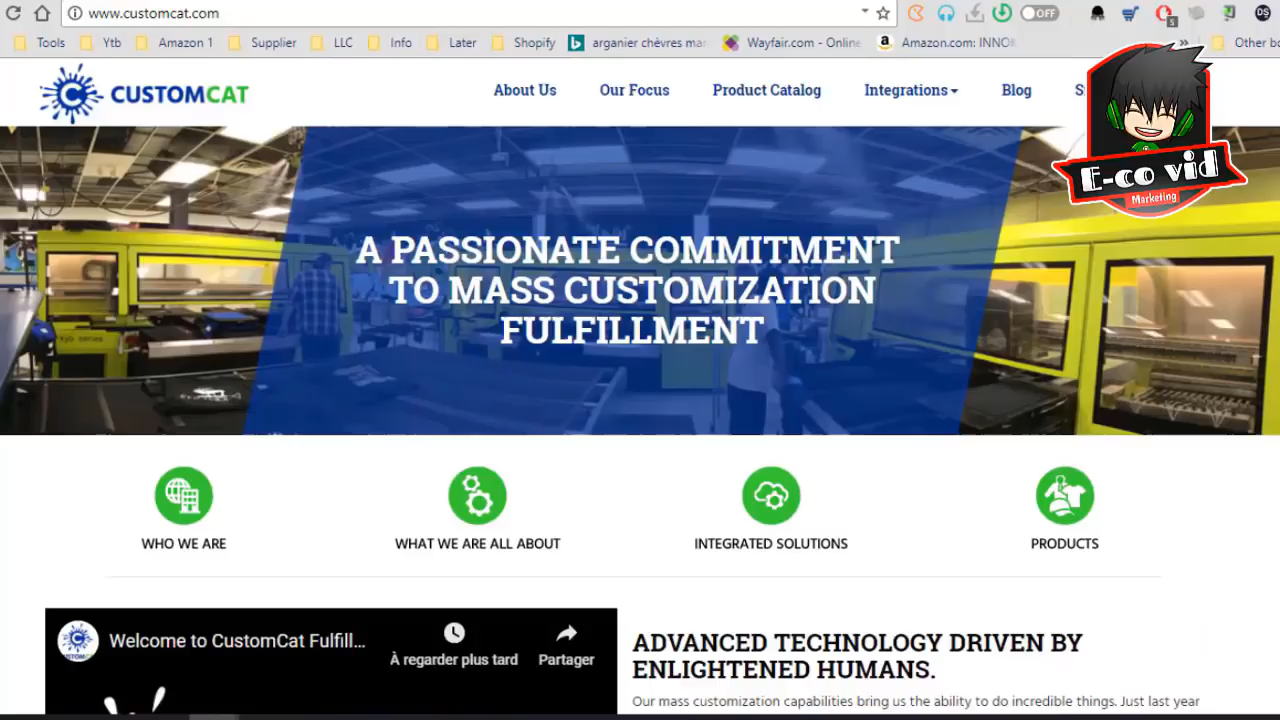 www.customcat.com
OFF
5
DS
Tools
Ytb
Amazon 1
Supplier
LLC
Info
Later
Shopify
arganier chèvres mar
Wayfair.com - Online
Amazon.com: INNO
»
Other bo
CUSTOMCAT
About Us
Our Focus
Product Catalog
Integrations
Blog
E-co vid
Marketing
A PASSIONATE COMMITMENT
TO MASS CUSTOMIZATION
FULFILLMENT
WHO WE ARE
WHAT WE ARE ALL ABOUT
INTEGRATED SOLUTIONS
PRODUCTS
Welcome to CustomCat Fulfill...
À regarder plus tard
Partager
ADVANCED TECHNOLOGY DRIVEN BY
ENLIGHTENED HUMANS.
Our mass customization capabilities bring us the ability to do incredible things. Just last year